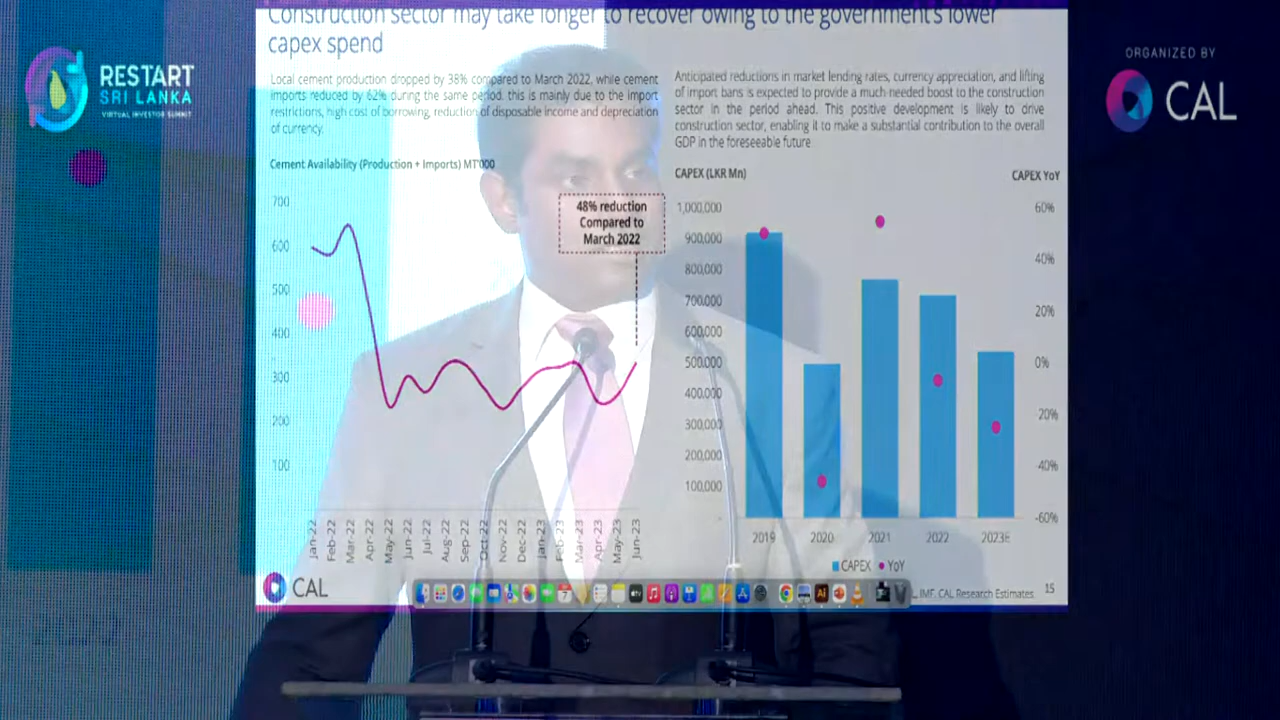 Construction sector may take longer to recover owing to the government's lower
capex spend
RESTART
SRI LANKA
VIRTUAL INVESTOR SUMMIT
ORGANIZED BY
CAL
Local cement production dropped by 38% compared to March 2022, while cement
imports reduced by 62% during the same period. this is mainly due to the import
restrictions, high cost of borrowing, reduction of disposable income and depreciation
of currency.
Anticipated reductions in market lending rates, currency appreciation, and lifting
of import bans is expected to provide a much-needed boost to the construction
sector in the period ahead. This positive development is likely to drive
construction sector, enabling it to make a substantial contribution to the overall
GDP in the foreseeable future
Cement Availability (Production + Imports) MT'000
700
600
500
400
300
200
100
48% reduction
Compared to
March 2022
Jan-22
Feb-22
Mar-22
Apr-22
May-22
Jun-22
Jul-22
Aug-22
Sep-22
Oct-22
Nov-22
Dec-22
Jan-23
Feb-23
Mar-23
Apr-23
May-23
Jun-23
CAPEX (LKR Mn)
CAPEX YoY
1,000,000
900,000
800,000
700,000
600,000
500,000
400,000
300,000
200,000
100,000
-
60%
40%
20%
0%
20%
40%
-60%
2019
2020
2021
2022
2023E
CAPEX
YoY
CAL
IMF, CAL Research Estimates
15